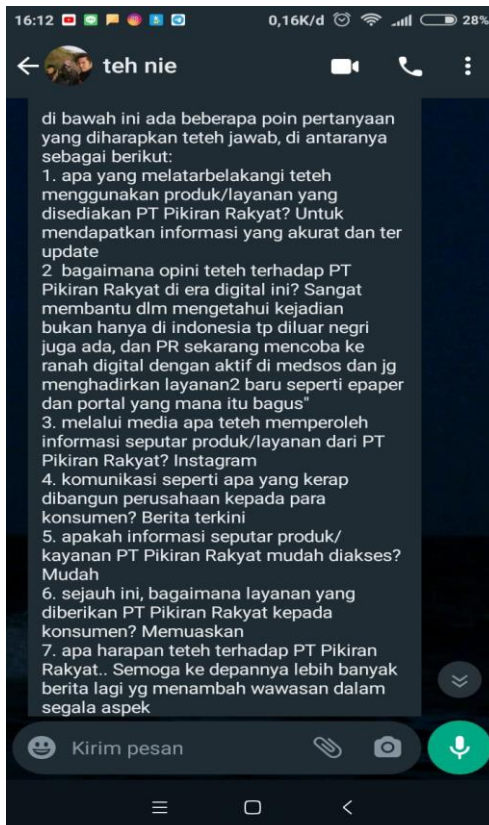 16:12
0,16K/d
28%
teh nie
di bawah ini ada beberapa poin pertanyaan
yang diharapkan teteh jawab, di antaranya
sebagai berikut:
1. apa yang melatarbelakangi teteh
menggunakan produk/layanan yang
disediakan PT Pikiran Rakyat? Untuk
mendapatkan informasi yang akurat dan ter
update
2  bagaimana opini teteh terhadap PT
Pikiran Rakyat di era digital ini? Sangat
membantu dlm mengetahui kejadian
bukan hanya di indonesia tp diluar negri
juga ada, dan PR sekarang mencoba ke
ranah digital dengan aktif di medsos dan jg
menghadirkan layanan2 baru seperti epaper
dan portal yang mana itu bagus"
3. melalui media apa teteh memperoleh
informasi seputar produk/layanan dari PT
Pikiran Rakyat? Instagram
4. komunikasi seperti apa yang kerap
dibangun perusahaan kepada para
konsumen? Berita terkini
5. apakah informasi seputar produk/
kayanan PT Pikiran Rakyat mudah diakses?
Mudah
6. sejauh ini, bagaimana layanan yang
diberikan PT Pikiran Rakyat kepada
konsumen? Memuaskan
7. apa harapan teteh terhadap PT Pikiran
Rakyat.. Semoga ke depannya lebih banyak
berita lagi yg menambah wawasan dalam
segala aspek
Kirim pesan